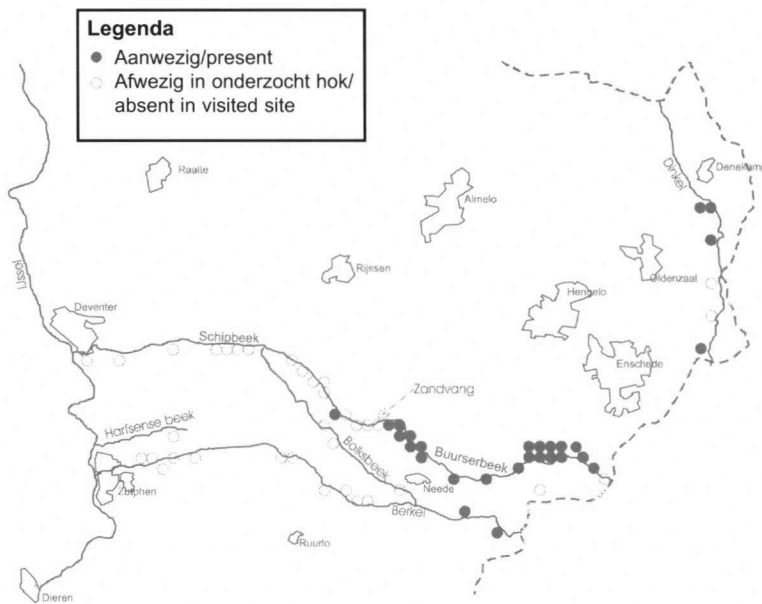 Legenda
Aanwezig/present
Afwezig in onderzocht hok/
absent in visited site
Raalte
Denekamp
Dinkel
Almelo
Rijssen
Oldenzaal
IJssel
Hengelo
Deventer
Schipbeek
Enschede
Zandvang
Harfsense beek
Bolksbeek
Buurserbeek
Neede
Zutphen
Berkel
Ruurlo
Dieren